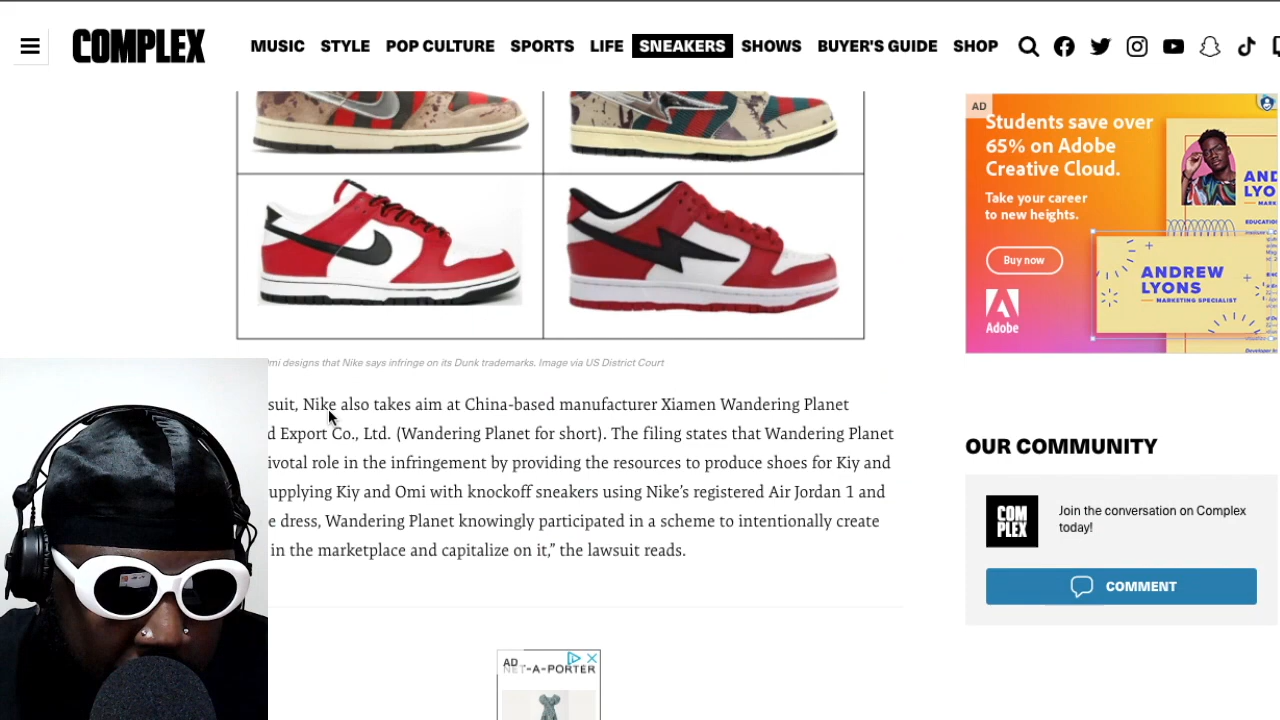 COMPLEX
MUSIC STYLE POP CULTURE SPORTS LIFE SNEAKERS SHOWS BUYER'S GUIDE SHOP
AD
Students save over
65% on Adobe
Creative Cloud.
Take your career
to new heights.
Buy now
Adobe
ANDREW
LYONS
MARKETING SPECIALIST
mi designs that Nike says infringe on its Dunk trademarks. Image via US District Court
suit, Nike also takes aim at China-based manufacturer Xiamen Wandering Planet
d Export Co., Ltd. (Wandering Planet for short). The filing states that Wandering Planet
ivotal role in the infringement by providing the resources to produce shoes for Kiy and
upplying Kiy and Omi with knockoff sneakers using Nike's registered Air Jordan 1 and
e dress, Wandering Planet knowingly participated in a scheme to intentionally create
in the marketplace and capitalize on it,” the lawsuit reads.
OUR COMMUNITY
COMPLEX
Join the conversation on Complex
today!
COMMENT
AD
NET-A-PORTER